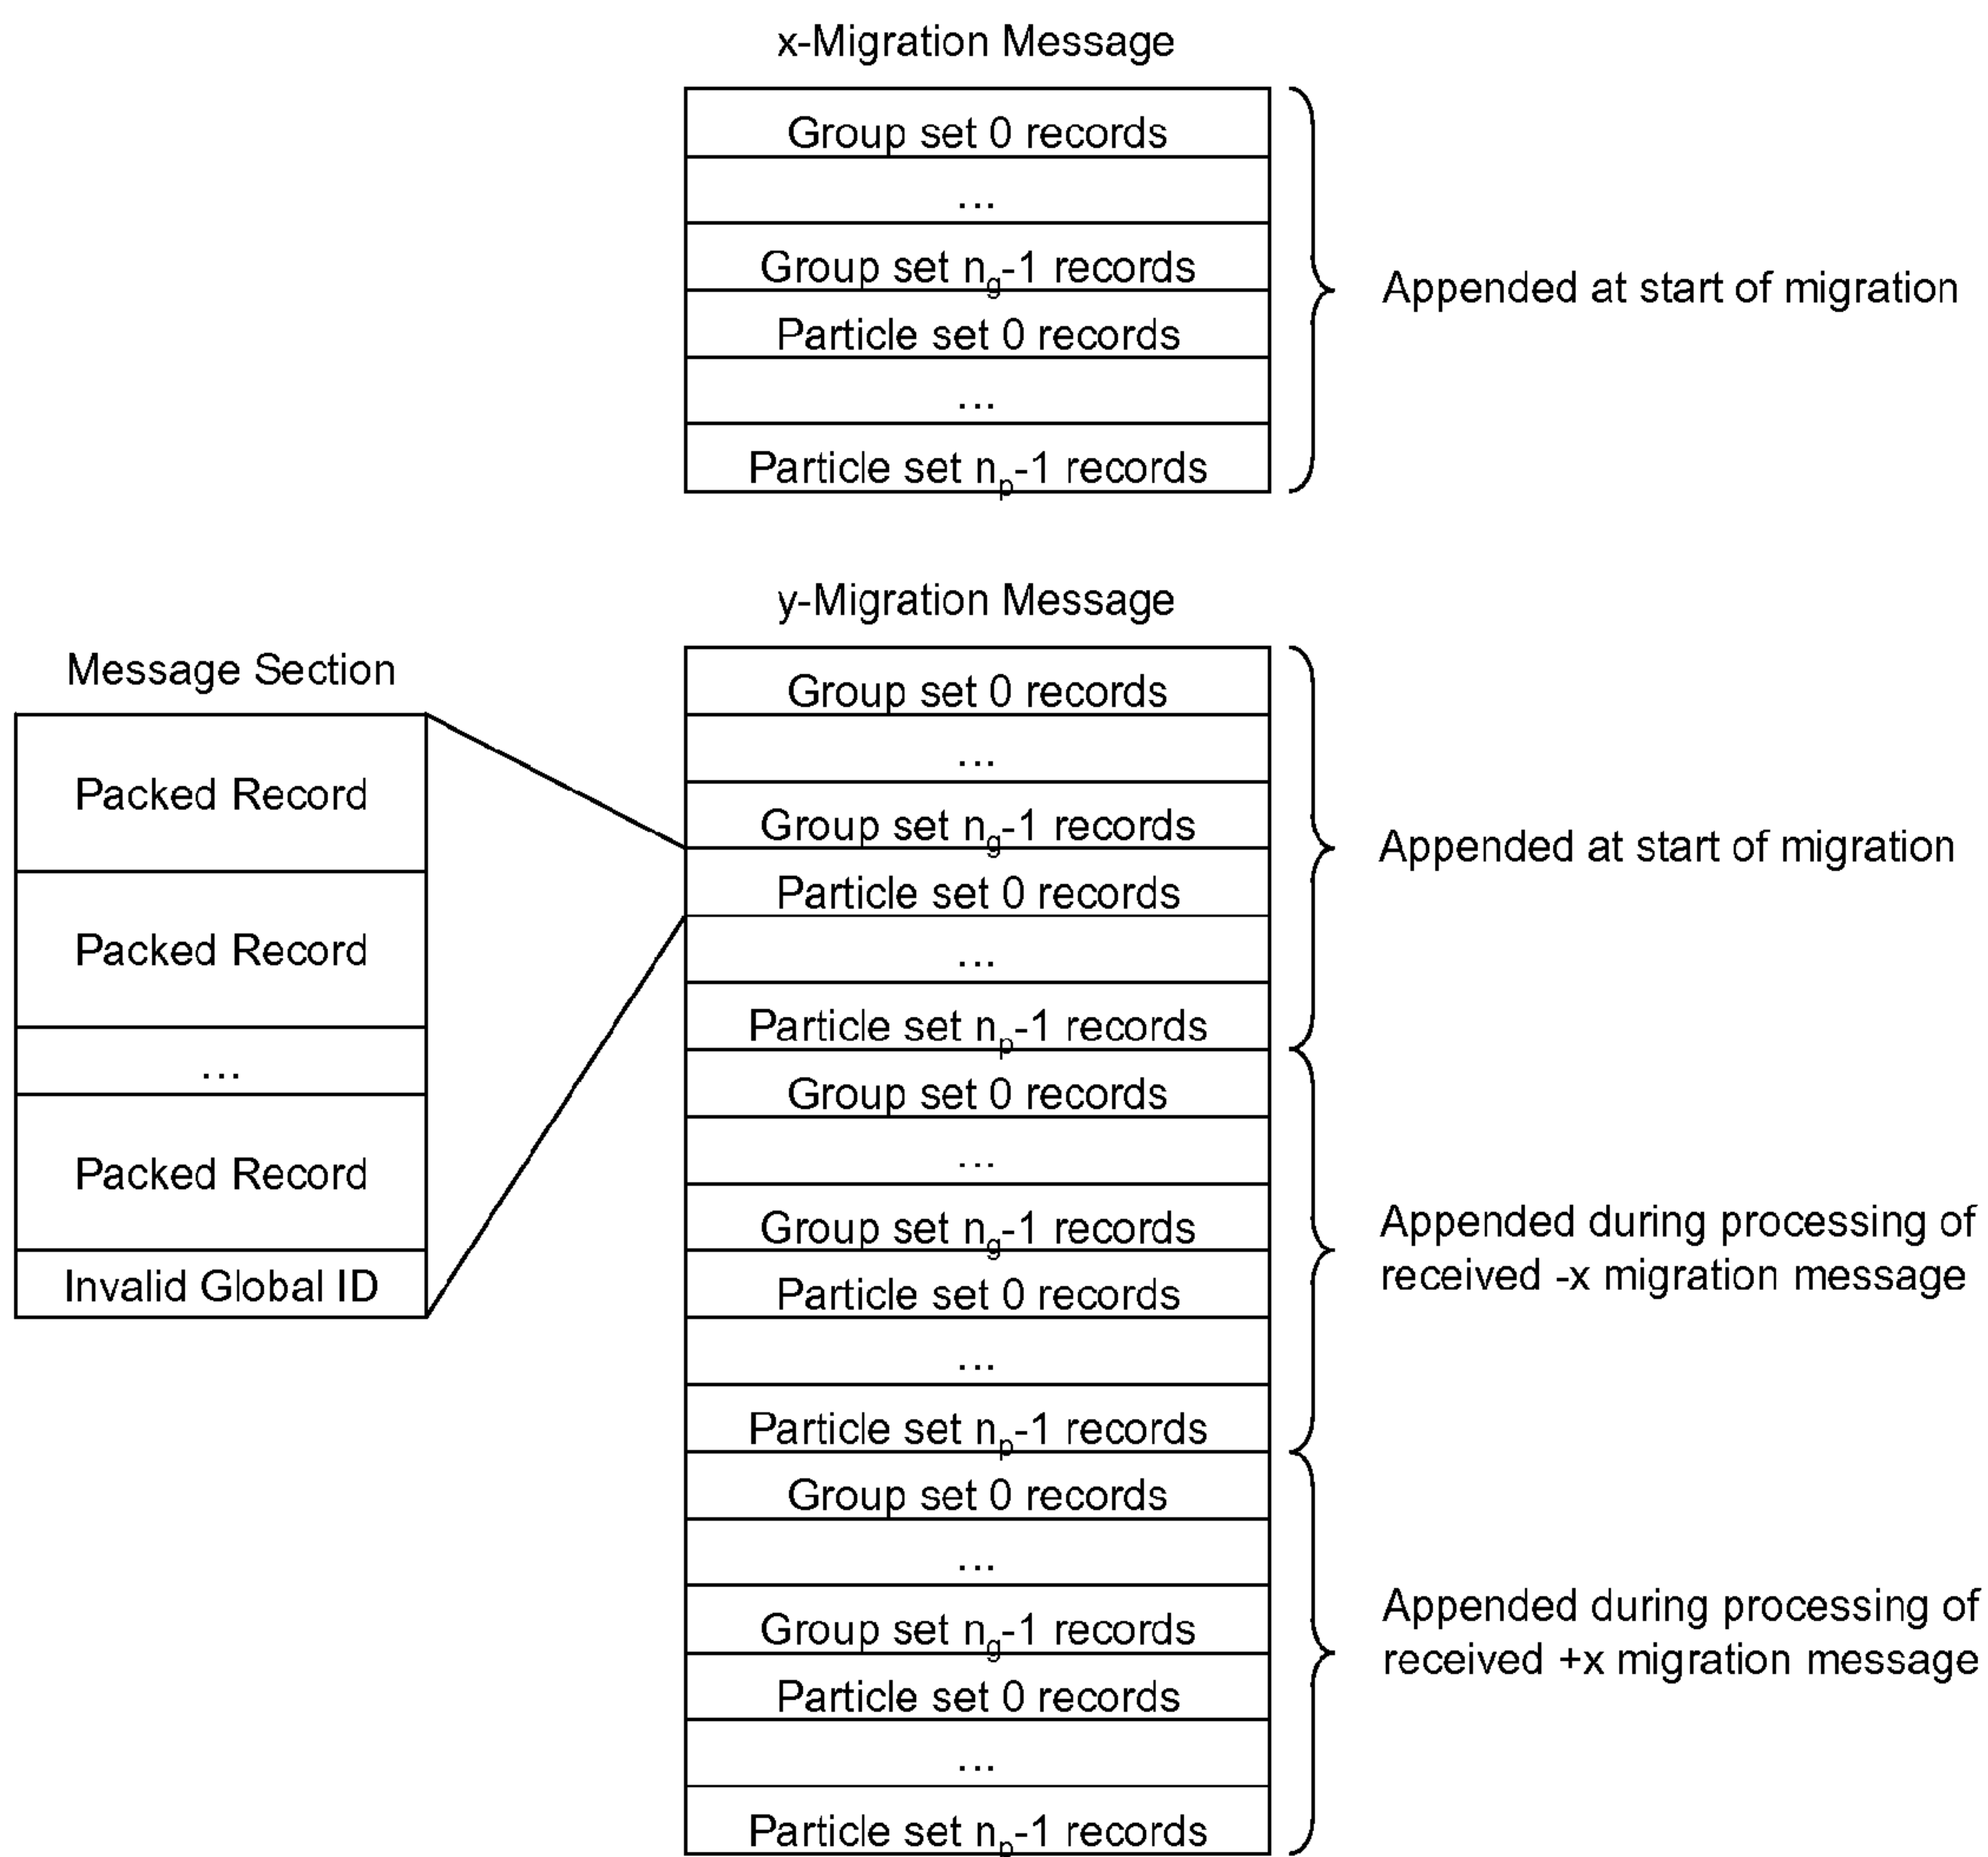 x-Migration Message
Group set 0 records
...
Group set ng-1 records
Particle set 0 records
...
Particle set np-1 records
Appended at start of migration
y-Migration Message
Group set 0 records
...
Group set ng-1 records
Particle set 0 records
...
Particle set np-1 records
Group set 0 records
...
Group set ng-1 records
Particle set 0 records
...
Particle set np-1 records
Group set 0 records
...
Group set ng-1 records
Particle set 0 records
...
Particle set np-1 records
Message Section
Packed Record
Packed Record
...
Packed Record
Invalid Global ID
Appended at start of migration
Appended during processing of
received -x migration message
Appended during processing of
received +x migration message